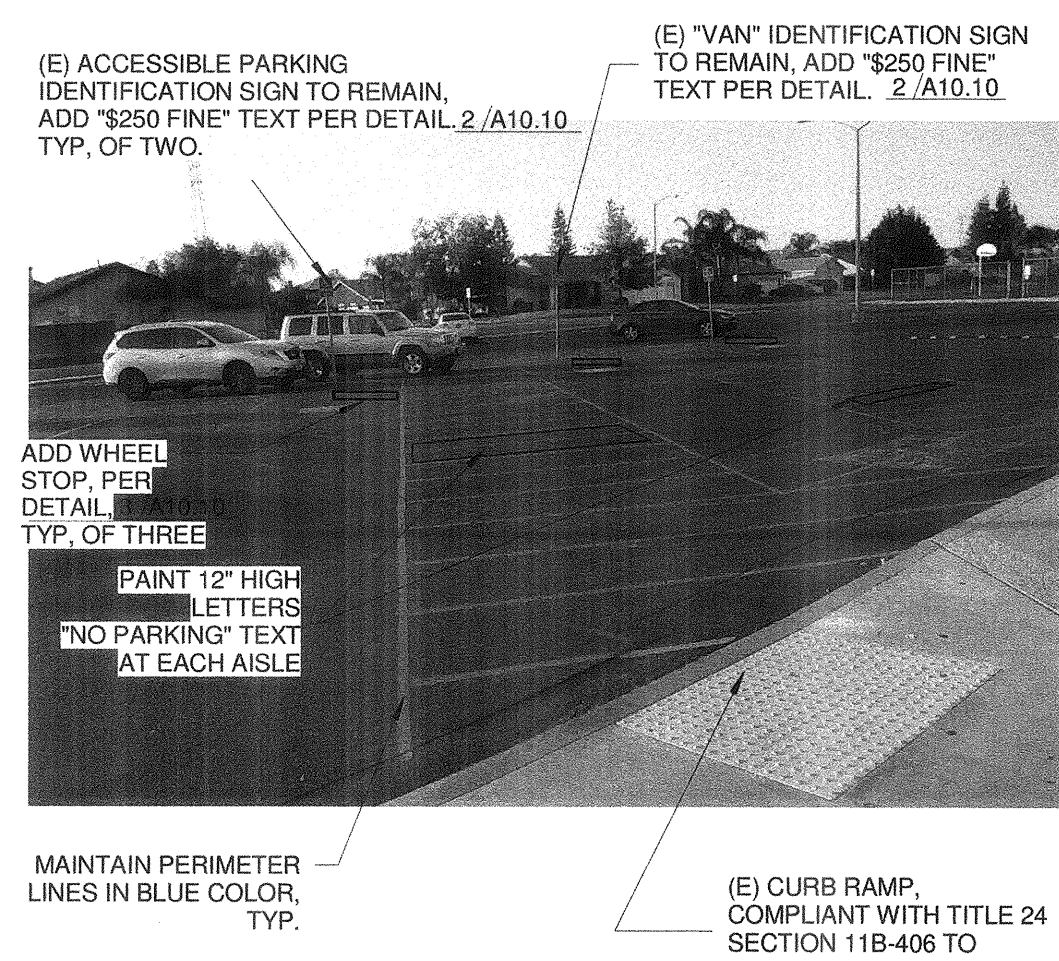 (E) ACCESSIBLE PARKING
IDENTIFICATION SIGN TO REMAIN,
ADD "$250 FINE" TEXT PER DETAIL. 2 /A10.10
TYP, OF TWO.
(E) "VAN" IDENTIFICATION SIGN
TO REMAIN, ADD "$250 FINE"
TEXT PER DETAIL. 2 /A10.10
ADD WHEEL
STOP, PER
DETAIL, /A10.10
TYP, OF THREE
PAINT 12" HIGH
LETTERS
"NO PARKING" TEXT
AT EACH AISLE
MAINTAIN PERIMETER
LINES IN BLUE COLOR,
TYP.
(E) CURB RAMP,
COMPLIANT WITH TITLE 24
SECTION 11B-406 TO